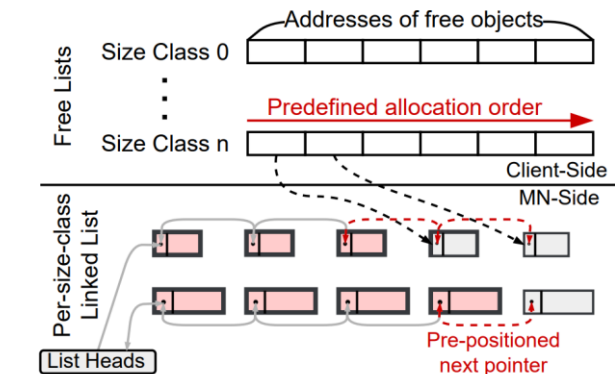 Addresses of free objects
Free Lists
Size Class 0
Predefined allocation order
Size Class n
Client-Side
MN-Side
Per-size-class
Linked List
List Heads
Pre-positioned
next pointer